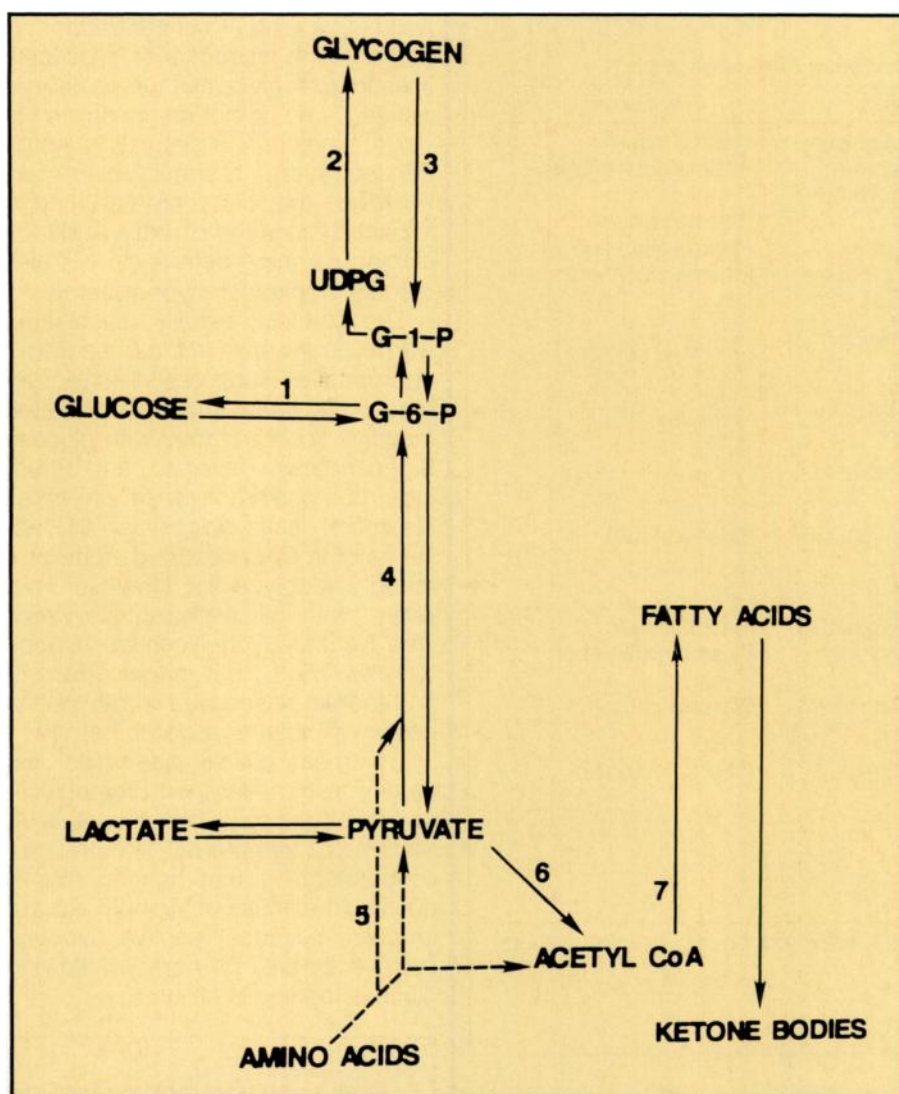 GLYCOGEN
2
3
UDPG
G-1-P
1
GLUCOSE
G-6-P
4
FATTY ACIDS
LACTATE
PYRUVATE
6
7
5
ACETYL CoA
KETONE BODIES
AMINO ACIDS